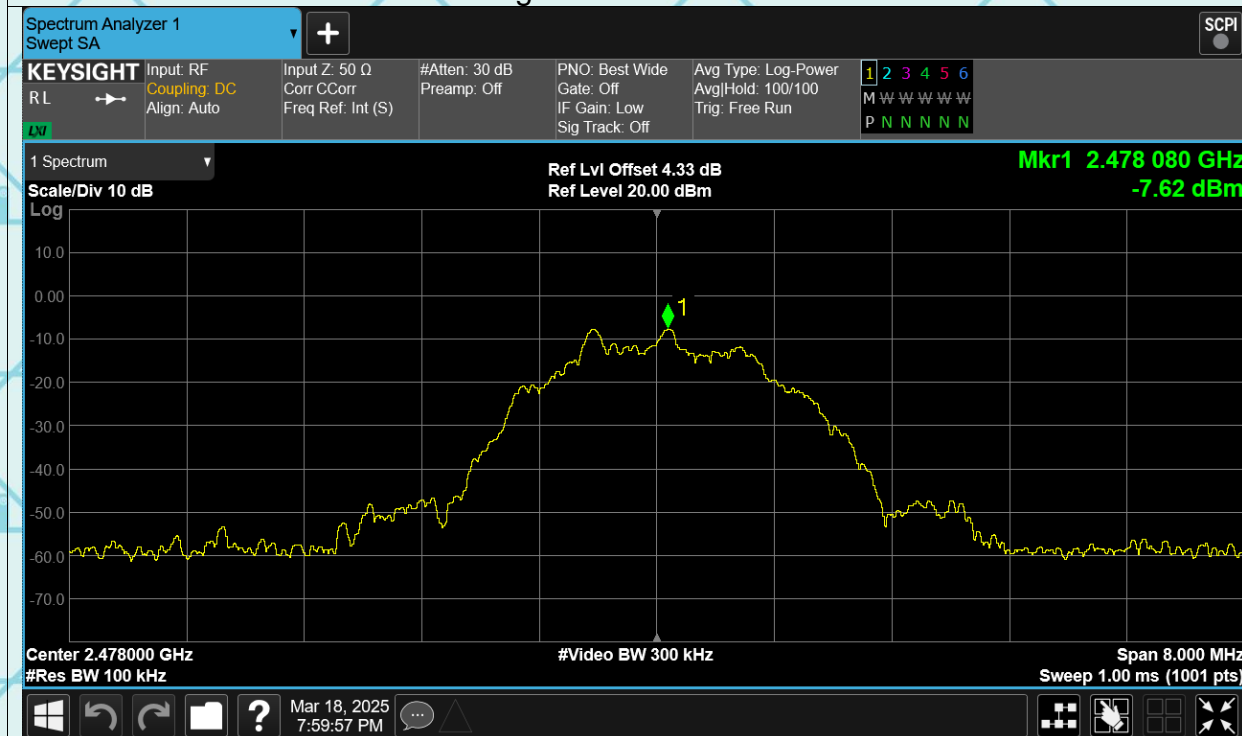 Spectrum Analyzer 1
Swept SA
+
SCPI
KEYSIGHT
RL
LXI
Input: RF
Coupling: DC
Align: Auto
Input Z: 50 Ω
Corr CCorr
Freq Ref: Int (S)
#Atten: 30 dB
Preamp: Off
PNO: Best Wide
Gate: Off
IF Gain: Low
Sig Track: Off
Avg Type: Log-Power
Avg|Hold: 100/100
Trig: Free Run
1 2 3 4 5 6
M W W W W W
P N N N N N
1 Spectrum
Scale/Div 10 dB
Ref Lvl Offset 4.33 dB
Ref Level 20.00 dBm
Mkr1 2.478 080 GHz
-7.62 dBm
Log
10.0
0.00
-10.0
-20.0
-30.0
-40.0
-50.0
-60.0
-70.0
1
Center 2.478000 GHz
#Res BW 100 kHz
#Video BW 300 kHz
Span 8.000 MHz
Sweep 1.00 ms (1001 pts)
?
Mar 18, 2025
7:59:57 PM